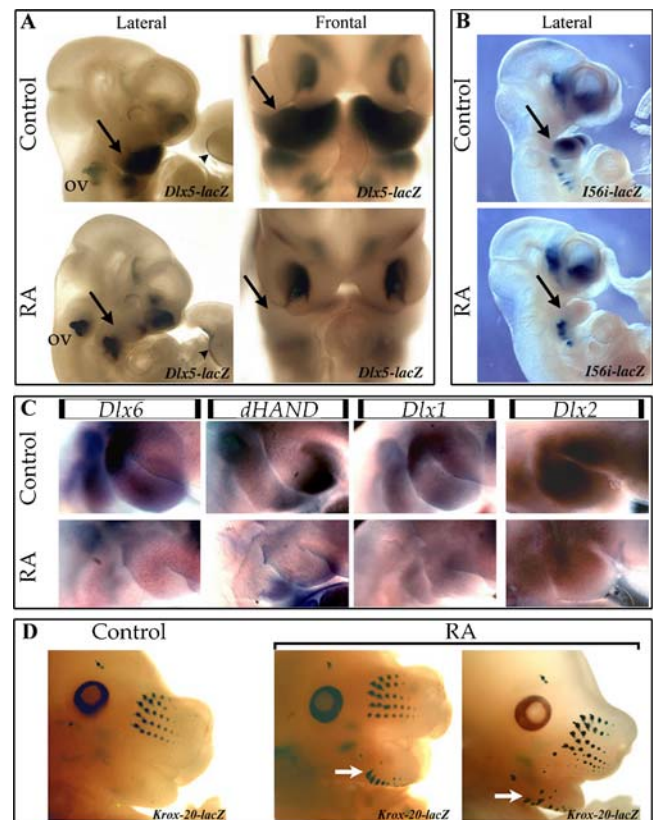 A
Lateral
Frontal
B
Lateral
Control
ov
Dlx5-lacZ
Dlx5-lacZ
Control
I56i-lacZ
RA
ov
Dlx5-lacZ
Dlx5-lacZ
RA
I56i-lacZ
C
Dlx6
dHAND
Dlx1
Dlx2
Control
RA
D
Control
RA
Krox-20-lacZ
Krox-20-lacZ
Krox-20-lacZ